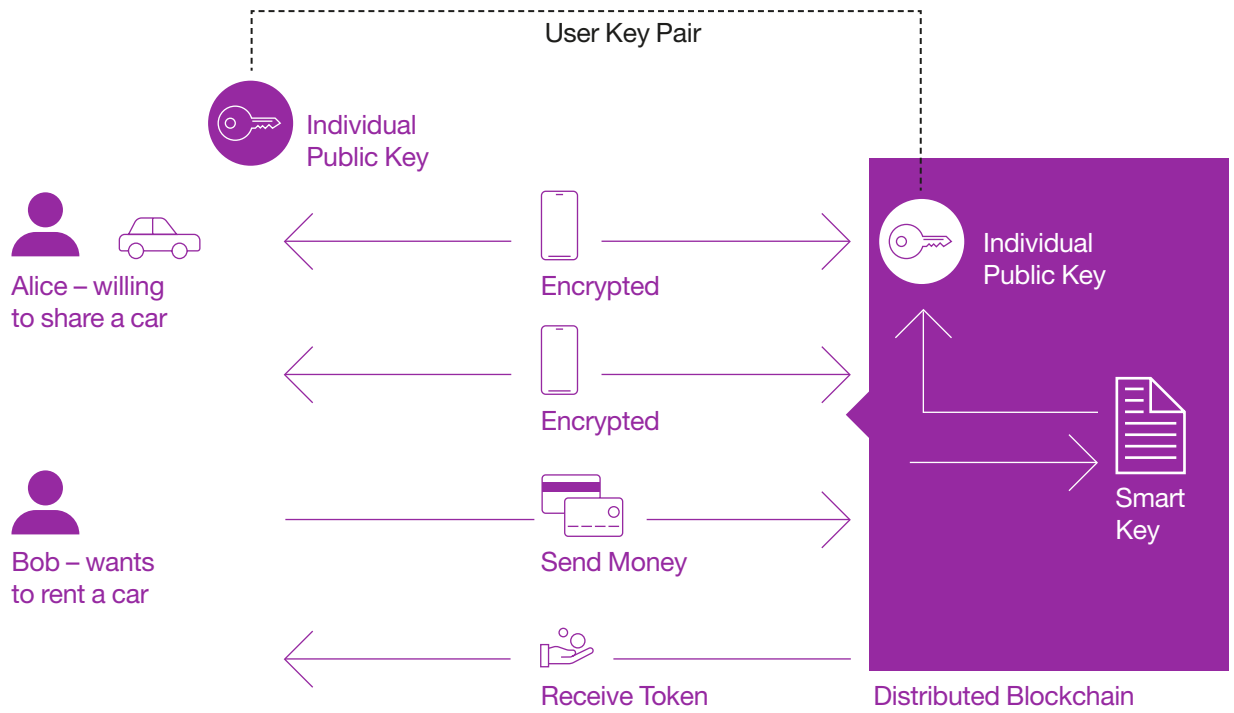 User Key Pair
Individual
Public Key
Alice – willing
to share a car
Encrypted
Individual
Public Key
Encrypted
Smart
Key
Bob – wants
to rent a car
Send Money
Receive Token
Distributed Blockchain